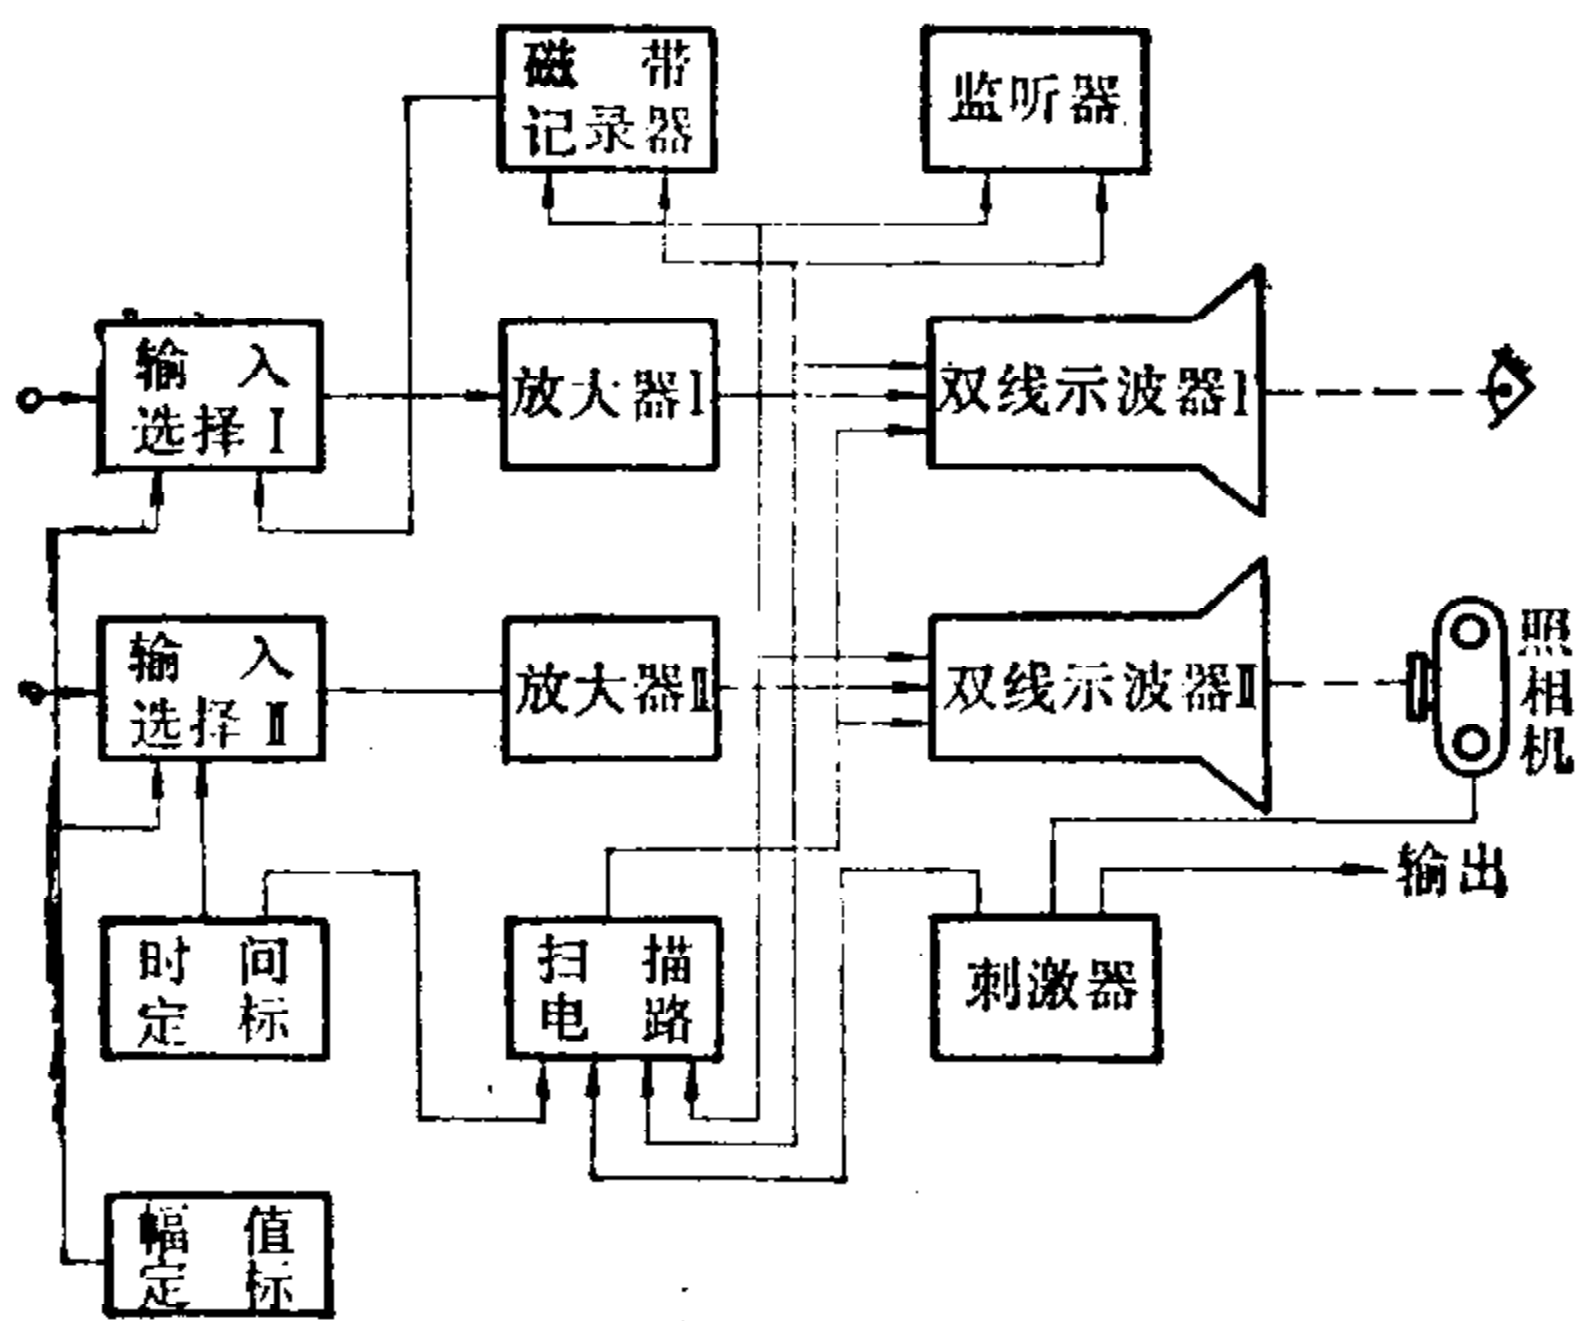 磁带
记录器
监听器
输入
选择Ⅰ
放大器Ⅰ
双线示波器Ⅰ
输入
选择Ⅱ
放大器Ⅱ
双线示波器Ⅱ
照相机
输出
时间
定标
扫描
电路
刺激器
幅值
定标